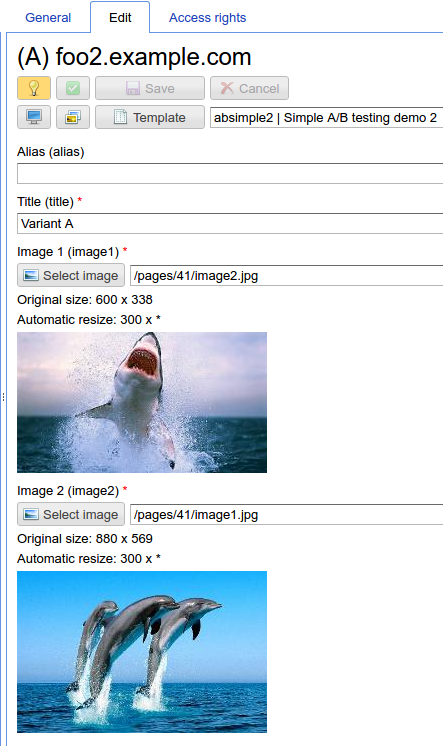 General Edit Access rights
(A) foo2.example.com
Save Cancel
Template absimple2 | Simple A/B testing demo 2
Alias (alias)
Title (title) *
Variant A
Image 1 (image1) *
Select image /pages/41/image2.jpg
Original size: 600 x 338
Automatic resize: 300 x *
Image 2 (image2) *
Select image /pages/41/image1.jpg
Original size: 880 x 569
Automatic resize: 300 x *